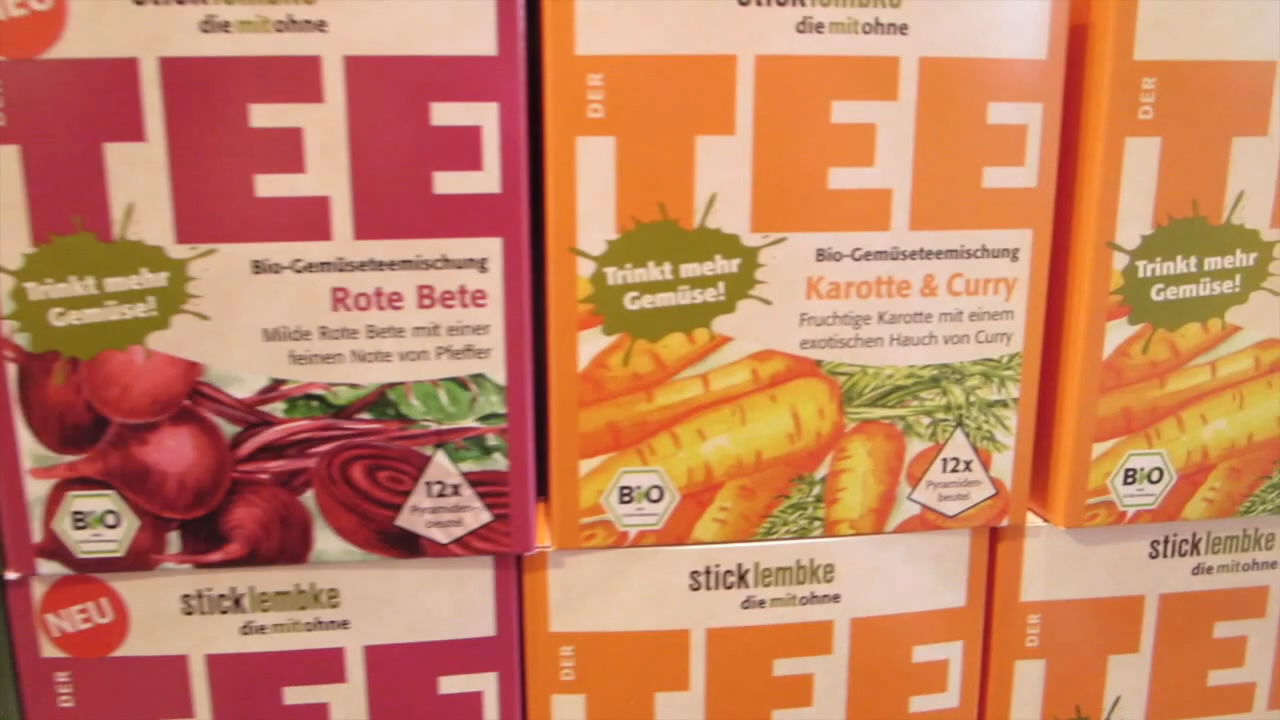 NEU
sticklembke
die mit ohne
TEE
Trinkt mehr
Gemüse!
Bio-Gemüseteemischung
Rote Bete
Milde Rote Bete mit einer
feinen Note von Pfeffer
BIO
12x
Pyramiden-
beutel
sticklembke
die mit ohne
DER
TEE
Trinkt mehr
Gemüse!
Bio-Gemüseteemischung
Karotte & Curry
Fruchtige Karotte mit einem
exotischen Hauch von Curry
BIO
12x
Pyramiden-
beutel
DER
T
Trinkt mehr
Gemüse!
BIO
NEU
sticklembke
die mit ohne
DER
TEE
sticklembke
die mit ohne
DER
TEE
sticklembke
die mit ohne
DER
TE